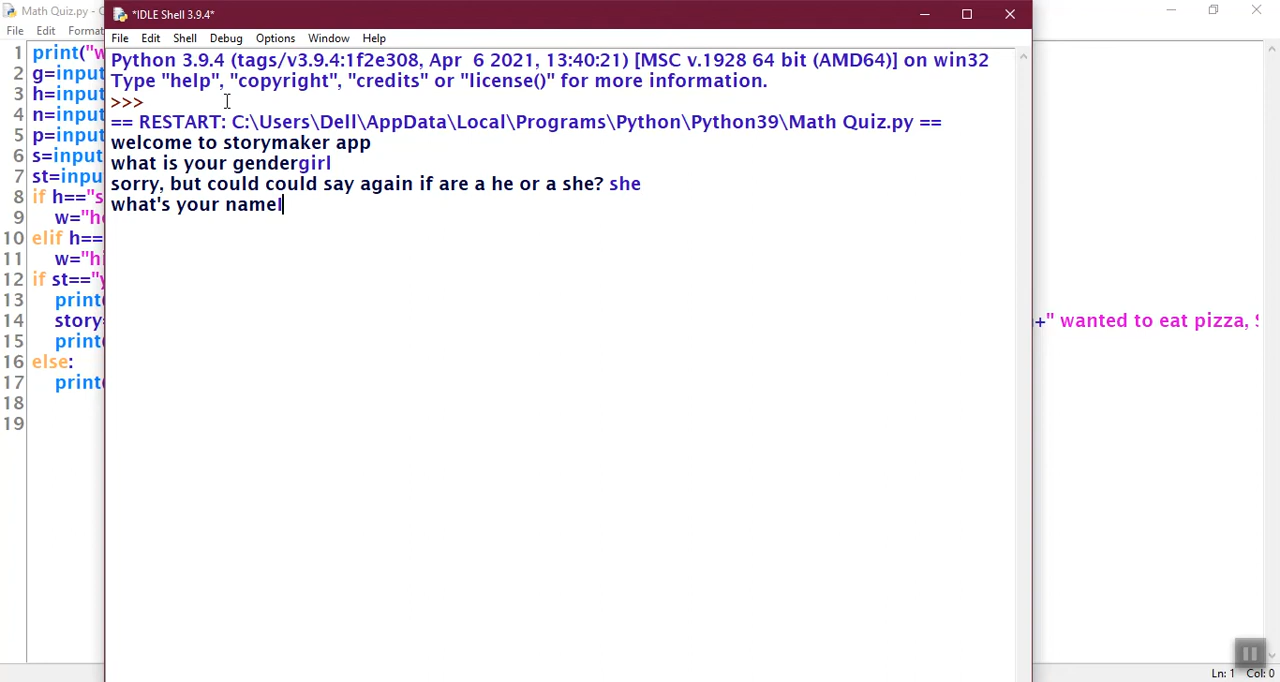 Math Quiz.py -
File Edit Format
*IDLE Shell 3.9.4*
File Edit Shell Debug Options Window Help
Python 3.9.4 (tags/v3.9.4:1f2e308, Apr  6 2021, 13:40:21) [MSC v.1928 64 bit (AMD64)] on win32
Type "help", "copyright", "credits" or "license()" for more information.
>>>
== RESTART: C:\Users\Dell\AppData\Local\Programs\Python\Python39\Math Quiz.py ==
welcome to storymaker app
what is your gendergirl
sorry, but could could say again if are a he or a she? she
what's your namel
1 print("w
2 g=input
3 h=input
4 n=input
5 p=input
6 s=input
7 st=inpu
8 if h=="s
9 w="he
10 elif h==
11 w="hi
12 if st=="y
13 print(
14 story= +" wanted to eat pizza,
15 print(
16 else:
17 print(
18
19
Ln: 1 Col: 0